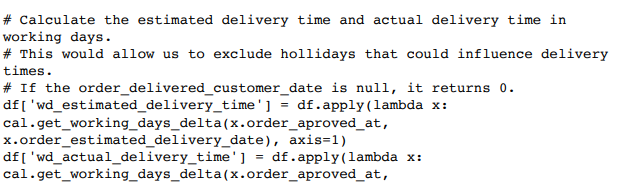 # Calculate the estimated delivery time and actual delivery time in
working days.
# This would allow us to exclude hollidays that could influence delivery
times.
# If the order_delivered_customer_date is null, it returns 0.
df['wd_estimated_delivery_time'] = df.apply(lambda x:
cal.get_working_days_delta(x.order_aproved_at,
x.order_estimated_delivery_date), axis=1)
df['wd_actual_delivery_time'] = df.apply(lambda x:
cal.get_working_days_delta(x.order_aproved_at,